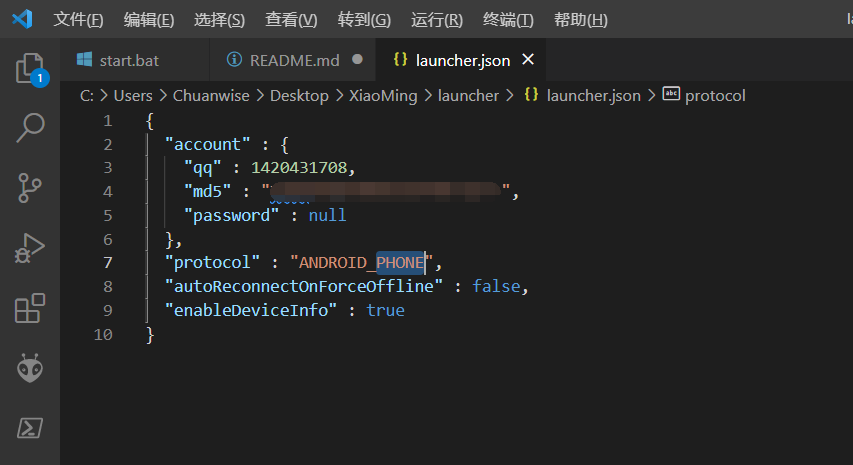 文件(F) 编辑(E) 选择(S) 查看(V) 转到(G) 运行(R) 终端(T) 帮助(H)
start.bat README.md launcher.json
C: > Users > Chuanwise > Desktop > XiaoMing > launcher > {} launcher.json > abc protocol
1
1 {
2 "account" : {
3 "qq" : 1420431708,
4 "md5" : "",
5 "password" : null
6 },
7 "protocol" : "ANDROID_PHONE",
8 "autoReconnectOnForceOffline" : false,
9 "enableDeviceInfo" : true
10 }